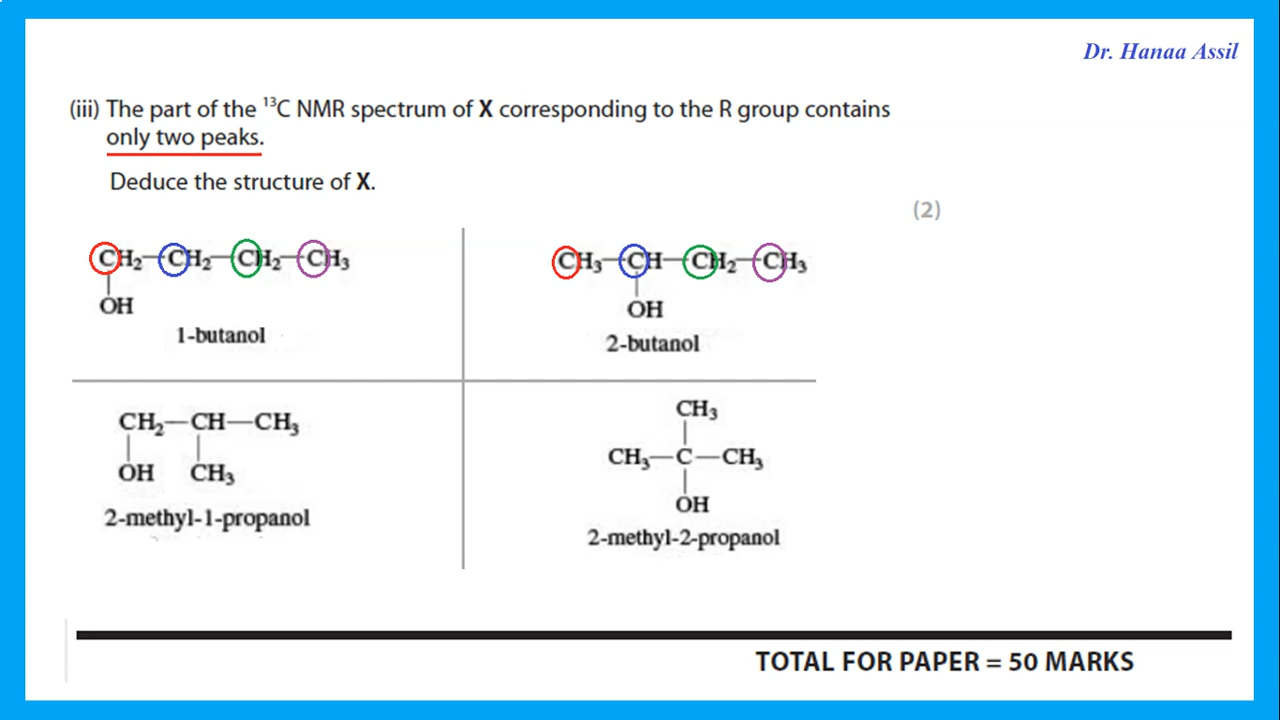 Dr. Hanaa Assil
(iii) The part of the ¹³C NMR spectrum of X corresponding to the R group contains
only two peaks.
Deduce the structure of X.
(2)
CH₂—CH₂—CH₂—CH₃
OH
1-butanol
CH₃—CH—CH₂—CH₃
OH
2-butanol
CH₂—CH—CH₃
OH CH₃
2-methyl-1-propanol
CH₃
CH₃—C—CH₃
OH
2-methyl-2-propanol
TOTAL FOR PAPER = 50 MARKS